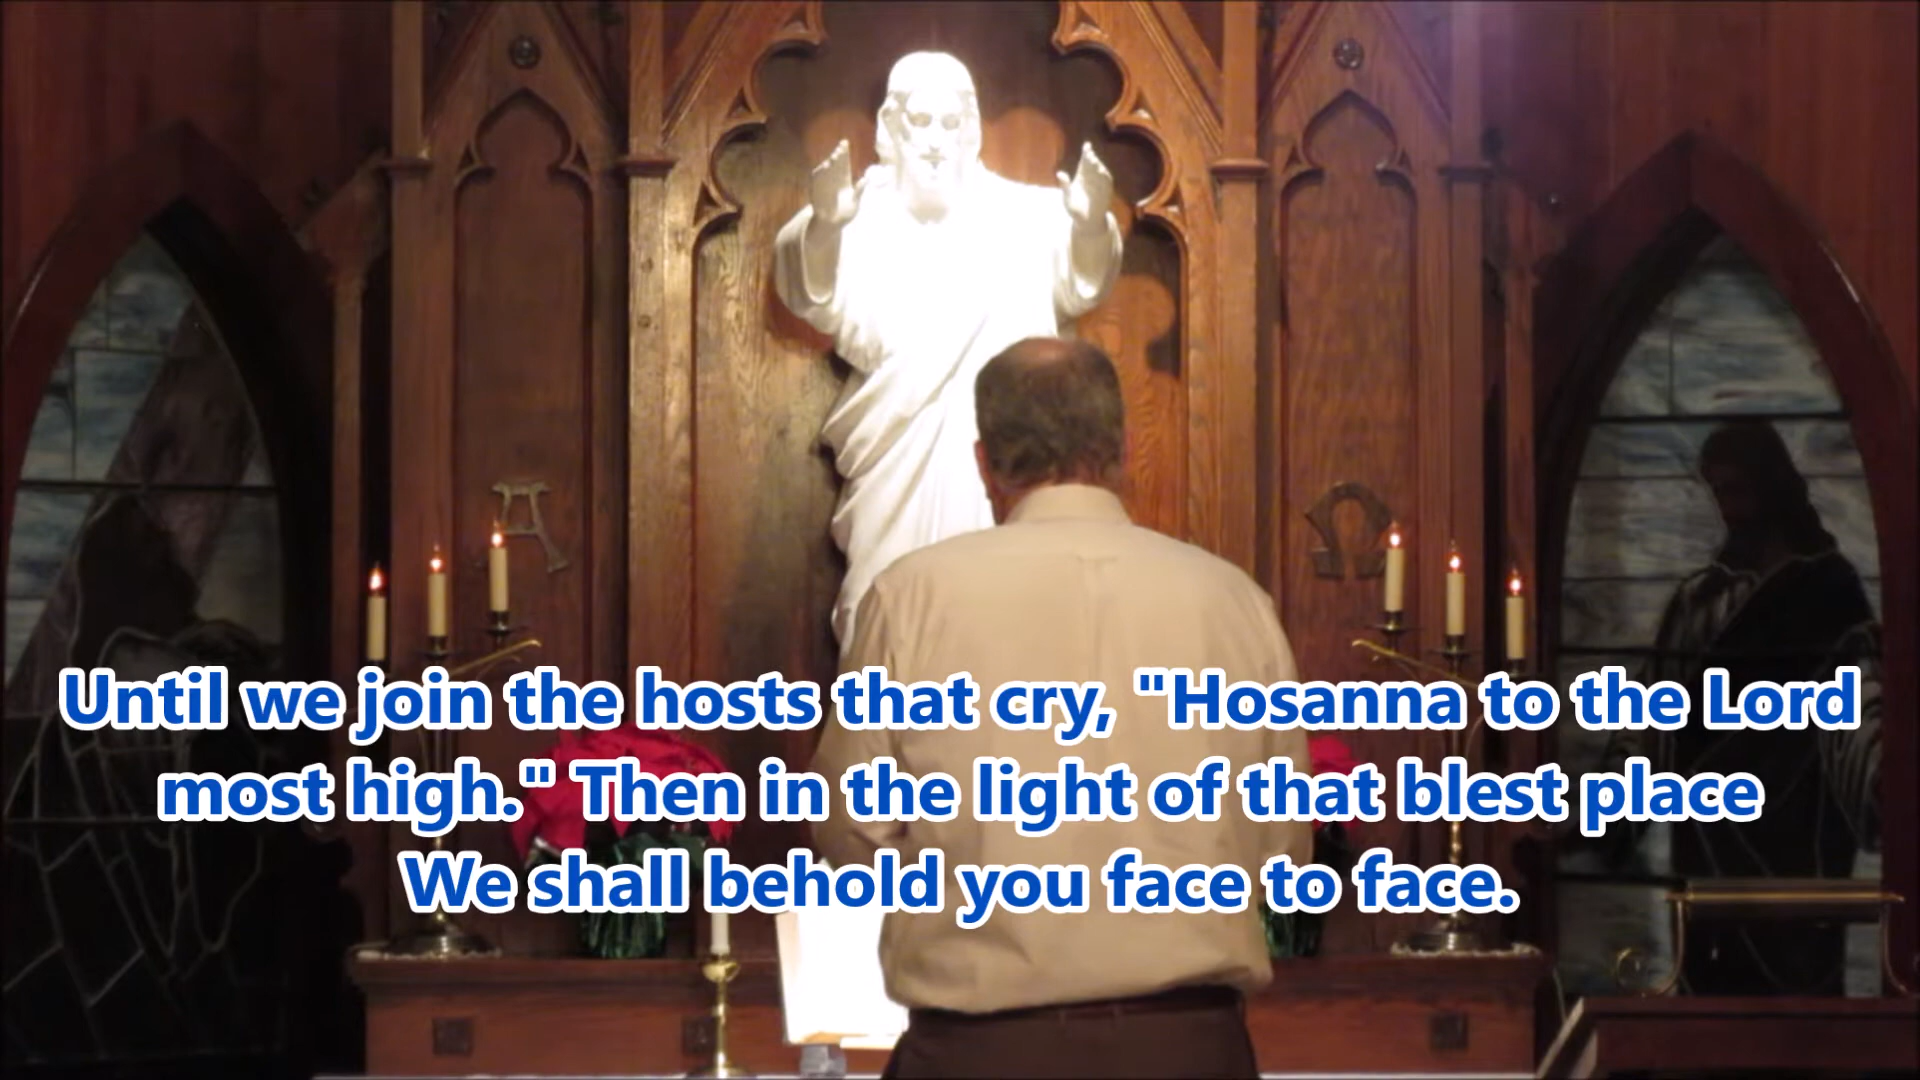 A
Ω
Until we join the hosts that cry, "Hosanna to the Lord
most high." Then in the light of that blest place
We shall behold you face to face.